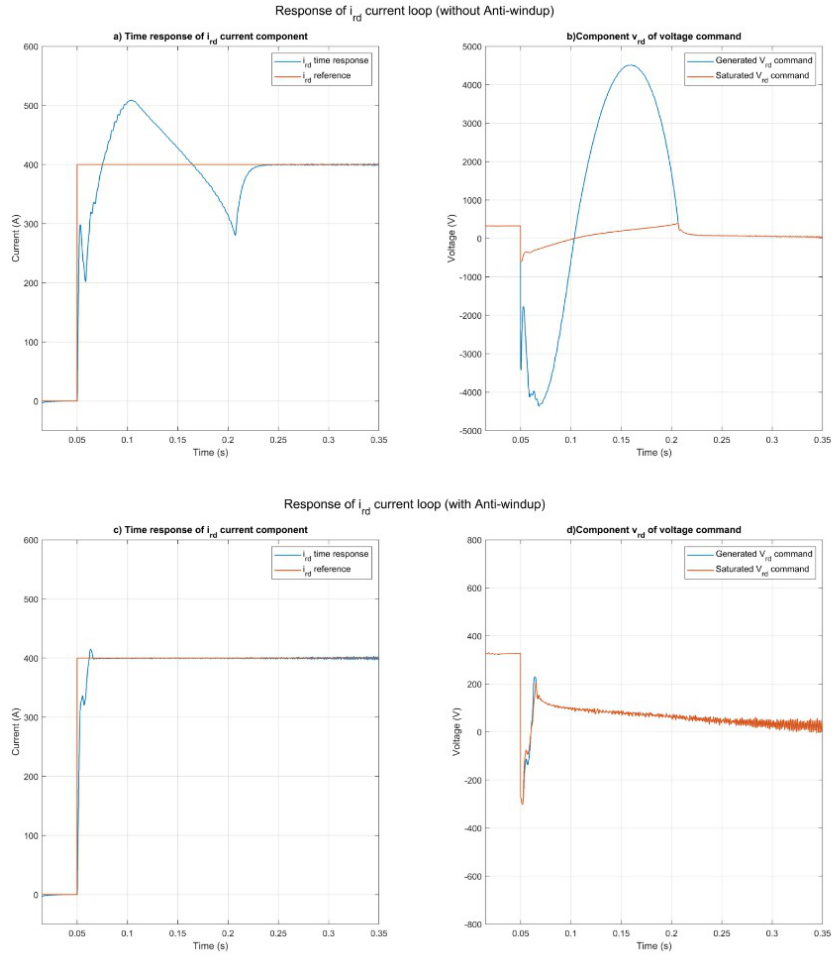 Response of i_rd current loop (without Anti-windup)
a) Time response of i_rd current component
b)Component v_rd of voltage command
i_rd time response
i_rd reference
Generated V_rd command
Saturated V_rd command
Current (A)
600
500
400
300
200
100
0
0.05 0.1 0.15 0.2 0.25 0.3 0.35
Time (s)
Voltage (V)
5000
4000
3000
2000
1000
0
-1000
-2000
-3000
-4000
-5000
0.05 0.1 0.15 0.2 0.25 0.3 0.35
Time (s)
Response of i_rd current loop (with Anti-windup)
c) Time response of i_rd current component
d)Component v_rd of voltage command
i_rd time response
i_rd reference
Generated V_rd command
Saturated V_rd command
Current (A)
600
500
400
300
200
100
0
0.05 0.1 0.15 0.2 0.25 0.3 0.35
Time (s)
Voltage (V)
800
600
400
200
0
-200
-400
-600
-800
0.05 0.1 0.15 0.2 0.25 0.3 0.35
Time (s)